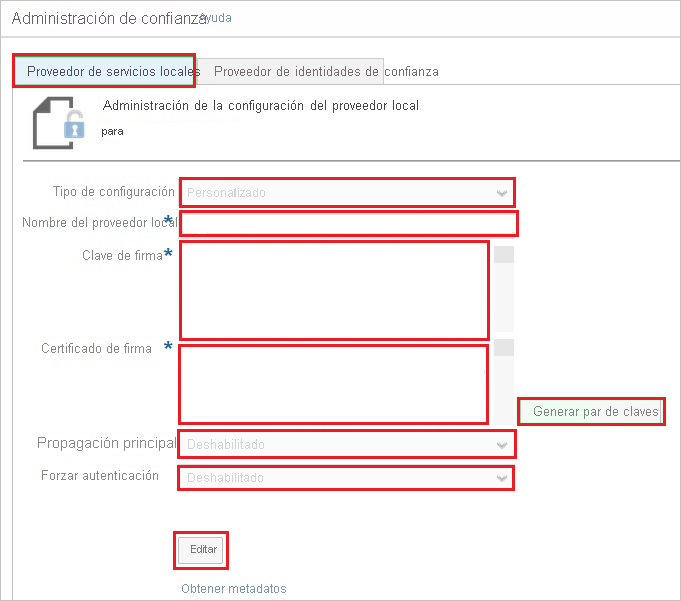 Administración de confianza Ayuda
Proveedor de servicios locales Proveedor de identidades de confianza
Administración de la configuración del proveedor local
para
Tipo de configuración Personalizado
Nombre del proveedor local*
Clave de firma*
Certificado de firma *
Generar par de claves
Propagación principal Deshabilitado
Forzar autenticación Deshabilitado
Editar
Obtener metadatos